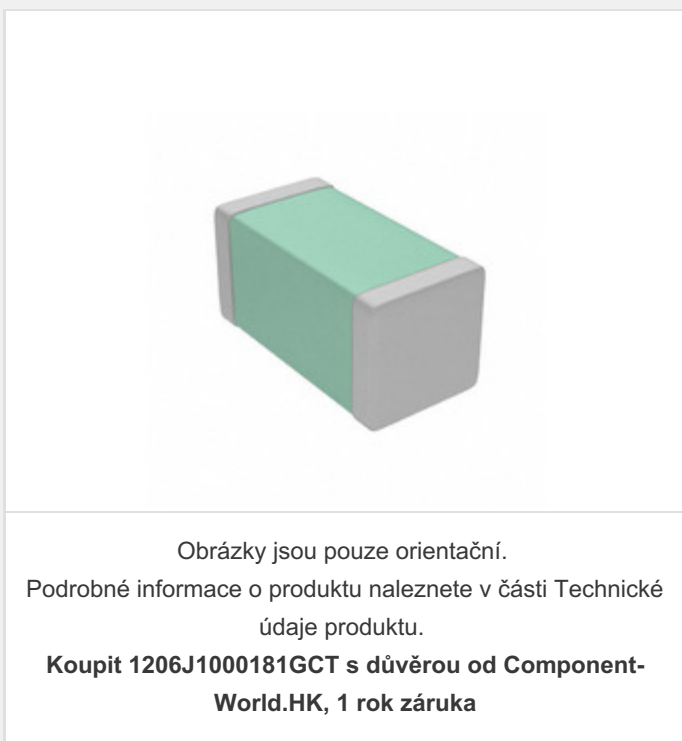 Obrázky jsou pouze orientační.
Podrobné informace o produktu naleznete v části Technické
údaje produktu.
Koupit 1206J1000181GCT s důvěrou od Component-
World.HK, 1 rok záruka